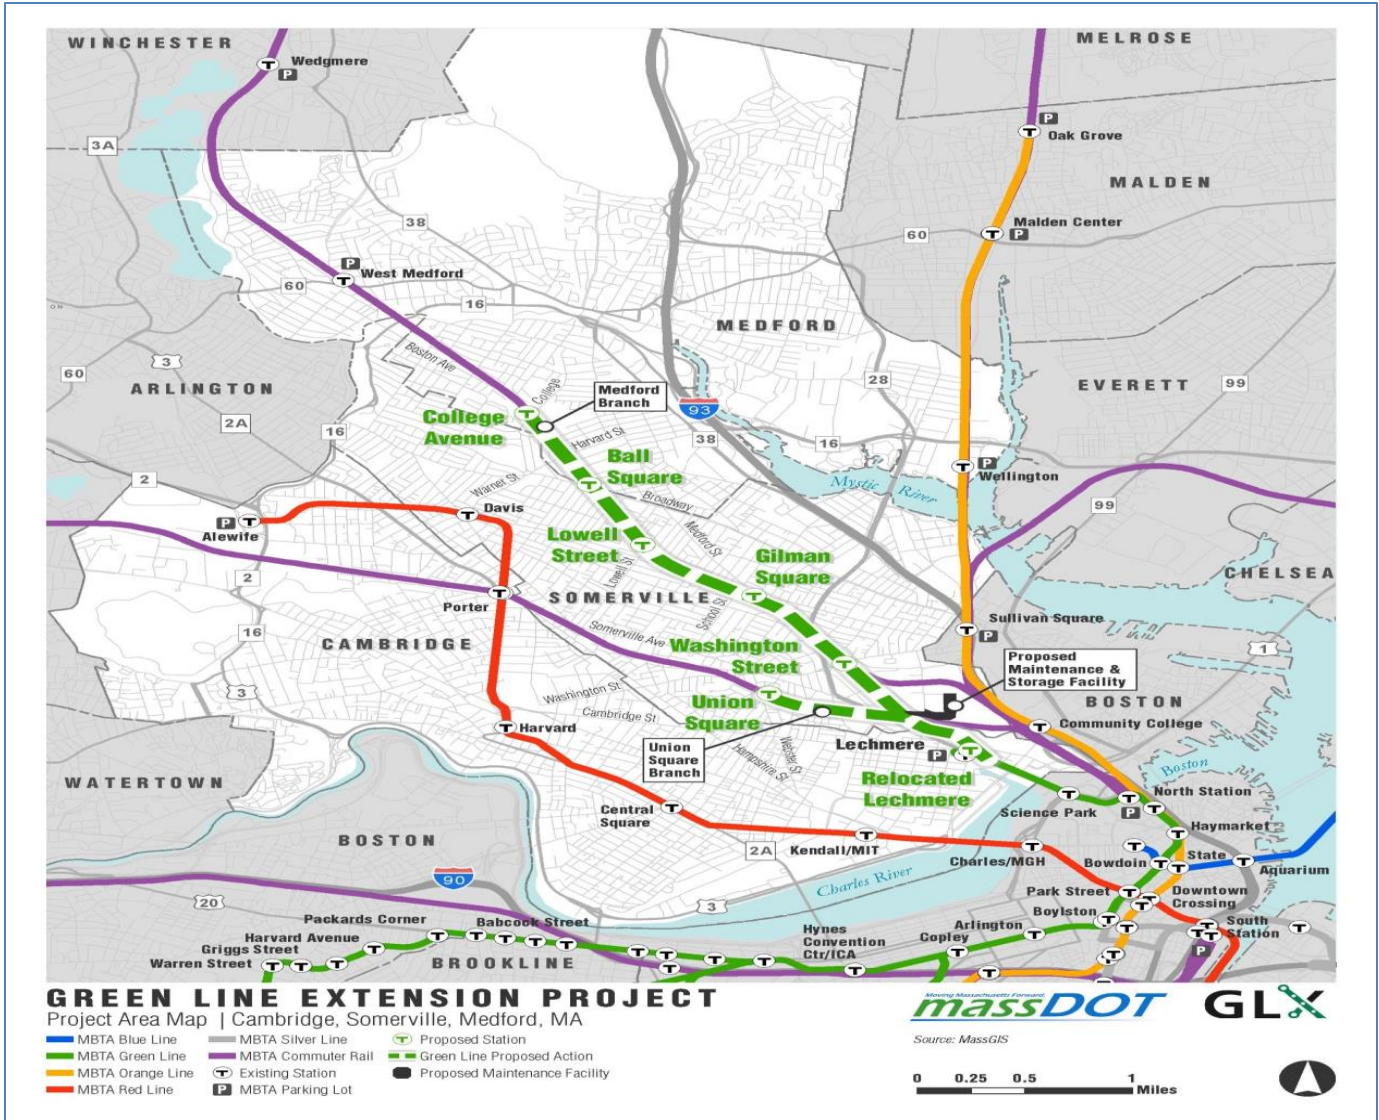 WINCHESTER
Wedgmere
P
MELROSE
P
Oak Grove
3A
MALDEN
38
Malden Center
P
60
P
West Medford
60
16
MEDFORD
Boston Ave
3
60
ARLINGTON
28
EVERETT
99
College
Medford
Branch
College
Avenue
93
2A
16
Harvard St
38
16
Ball
Square
P
Wellington
Mystic River
2
Warner St
Broadway
99
Davis
P
Alewife
Lowell
Street
Medford St
Gilman
Square
Lowell St
CHELSEA
2
Porter
SOMERVILLE
School St
Sullivan Square
P
16
CAMBRIDGE
Somerville Ave
Washington
Street
Proposed
Maintenance &
Storage Facility
1
3
Washington St
Union
Square
BOSTON
Cambridge St
Harvard
Community College
Union
Square
Branch
Webster St
Hampshire St
Lechmere
P
WATERTOWN
Relocated
Lechmere
Boston
North Station
Central
Square
Science Park
P
BOSTON
Haymarket
2A
Kendall/MIT
Charles/MGH
Bowdoin
State
Aquarium
90
Charles River
Park Street
Downtown
Crossing
20
3
Packards Corner
Babcock Street
Boylston
Harvard Avenue
Griggs Street
Warren Street
Hynes
Convention
Ctr/ICA
Arlington
Copley
South
Station
P
BROOKLINE
GREEN LINE EXTENSION PROJECT
Project Area Map | Cambridge, Somerville, Medford, MA
MBTA Blue Line
MBTA Green Line
MBTA Orange Line
MBTA Red Line
MBTA Silver Line
MBTA Commuter Rail
Existing Station
P MBTA Parking Lot
Proposed Station
Green Line Proposed Action
Proposed Maintenance Facility
Moving Massachusetts Forward.
massDOT
GLX
Source: MassGIS
0 0.25 0.5 1
Miles